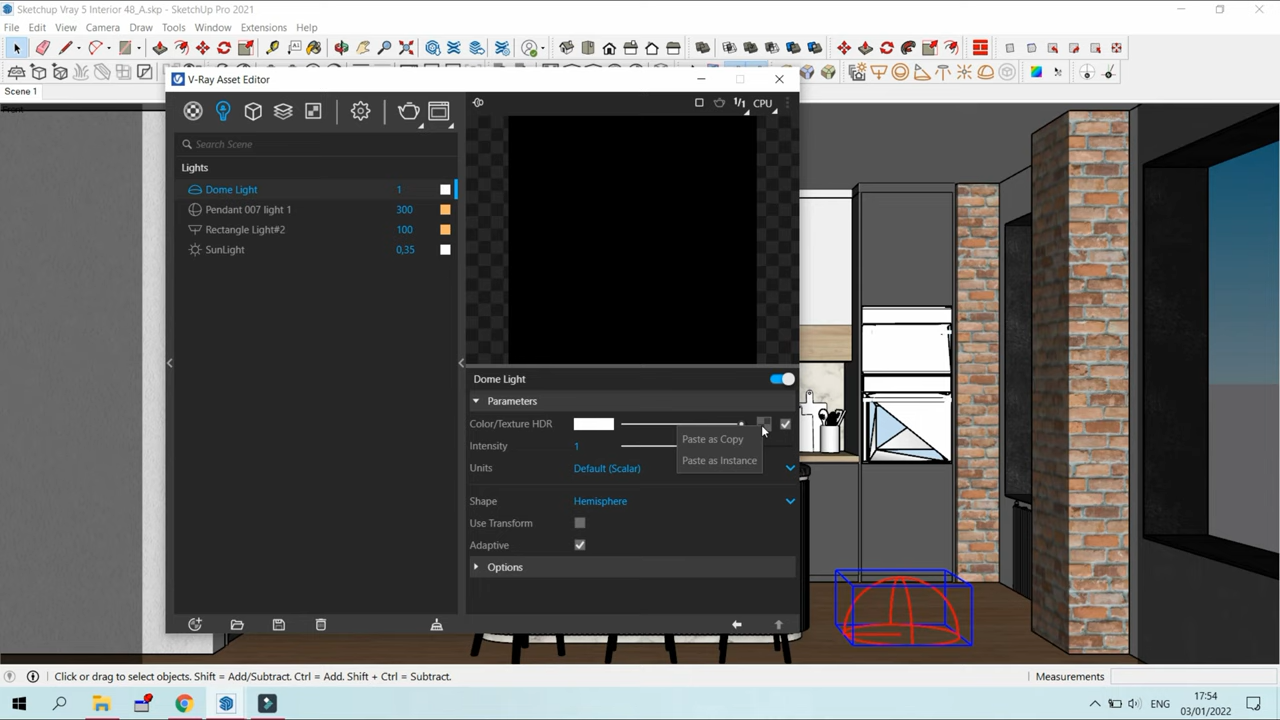 Sketchup Vray 5 Interior 48_A.skp - SketchUp Pro 2021
File Edit View Camera Draw Tools Window Extensions Help
Scene 1
V-Ray Asset Editor
1/1 CPU
Search Scene
Lights
Dome Light 1
Pendant 007 light 1 300
Rectangle Light#2 100
SunLight 0,35
Dome Light
Parameters
Color/Texture HDR
Paste as Copy
Intensity 1
Paste as Instance
Units Default (Scalar)
Shape Hemisphere
Use Transform
Adaptive
Options
Click or drag to select objects. Shift = Add/Subtract. Ctrl = Add. Shift + Ctrl = Subtract.
Measurements
ENG
17:54
03/01/2022